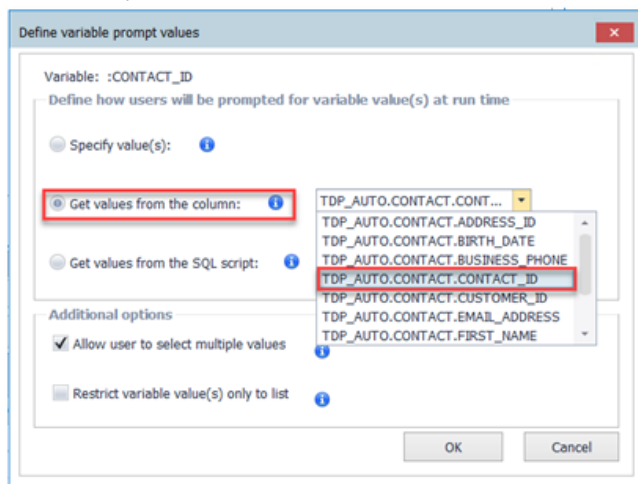 Define variable prompt values
Variable: :CONTACT_ID
Define how users will be prompted for variable value(s) at run time
Specify value(s):
Get values from the column:
TDP_AUTO.CONTACT.CONT...
TDP_AUTO.CONTACT.ADDRESS_ID
TDP_AUTO.CONTACT.BIRTH_DATE
TDP_AUTO.CONTACT.BUSINESS_PHONE
Get values from the SQL script:
TDP_AUTO.CONTACT.CONTACT_ID
TDP_AUTO.CONTACT.CUSTOMER_ID
TDP_AUTO.CONTACT.EMAIL_ADDRESS
TDP_AUTO.CONTACT.FIRST_NAME
Additional options
Allow user to select multiple values
Restrict variable value(s) only to list
OK
Cancel